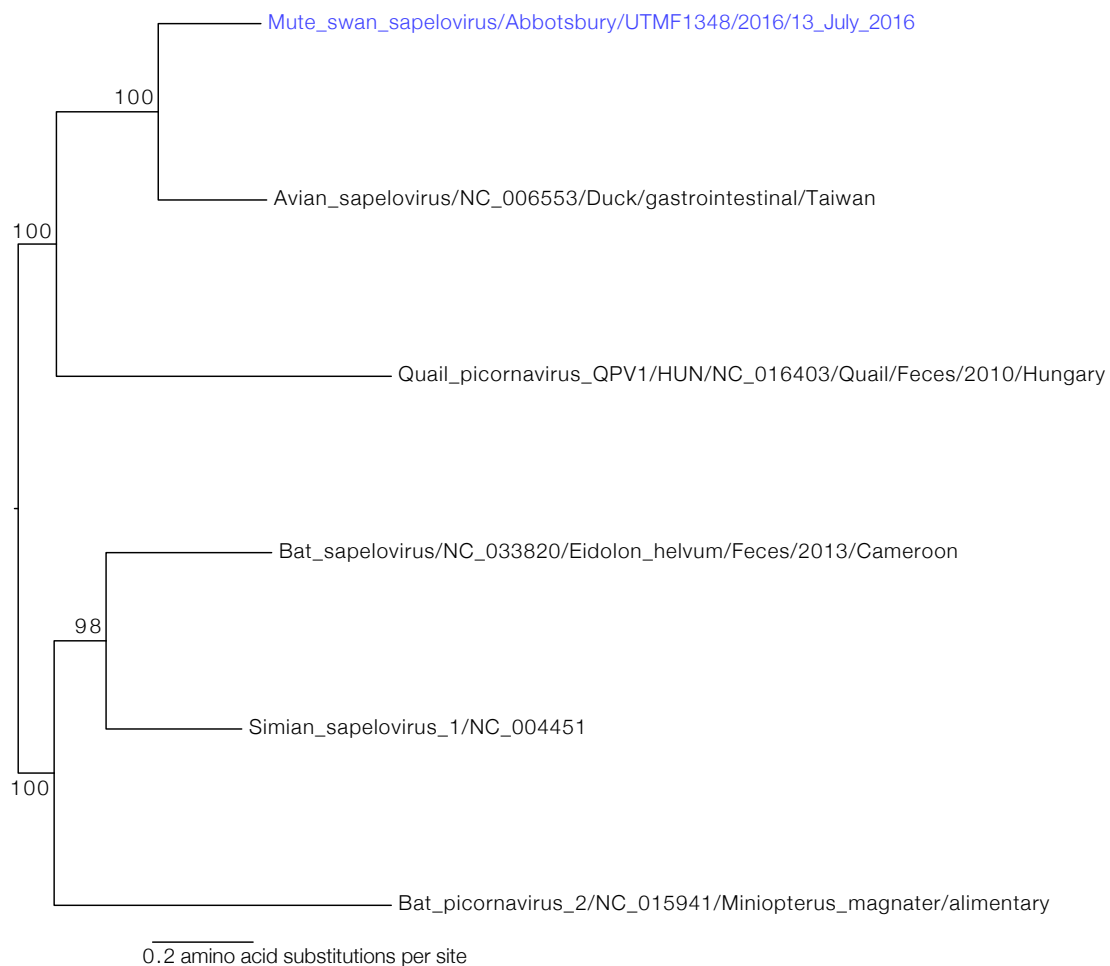 Mute_swan_sapelovirus/Abbotsbury/UTMF1348/2016/13_July_2016
100
Avian_sapelovirus/NC_006553/Duck/gastrointestinal/Taiwan
100
Quail_picornavirus_QPV1/HUN/NC_016403/Quail/Feces/2010/Hungary
Bat_sapelovirus/NC_033820/Eidolon_helvum/Feces/2013/Cameroon
98
Simian_sapelovirus_1/NC_004451
100
Bat_picornavirus_2/NC_015941/Miniopterus_magnater/alimentary
0.2 amino acid substitutions per site